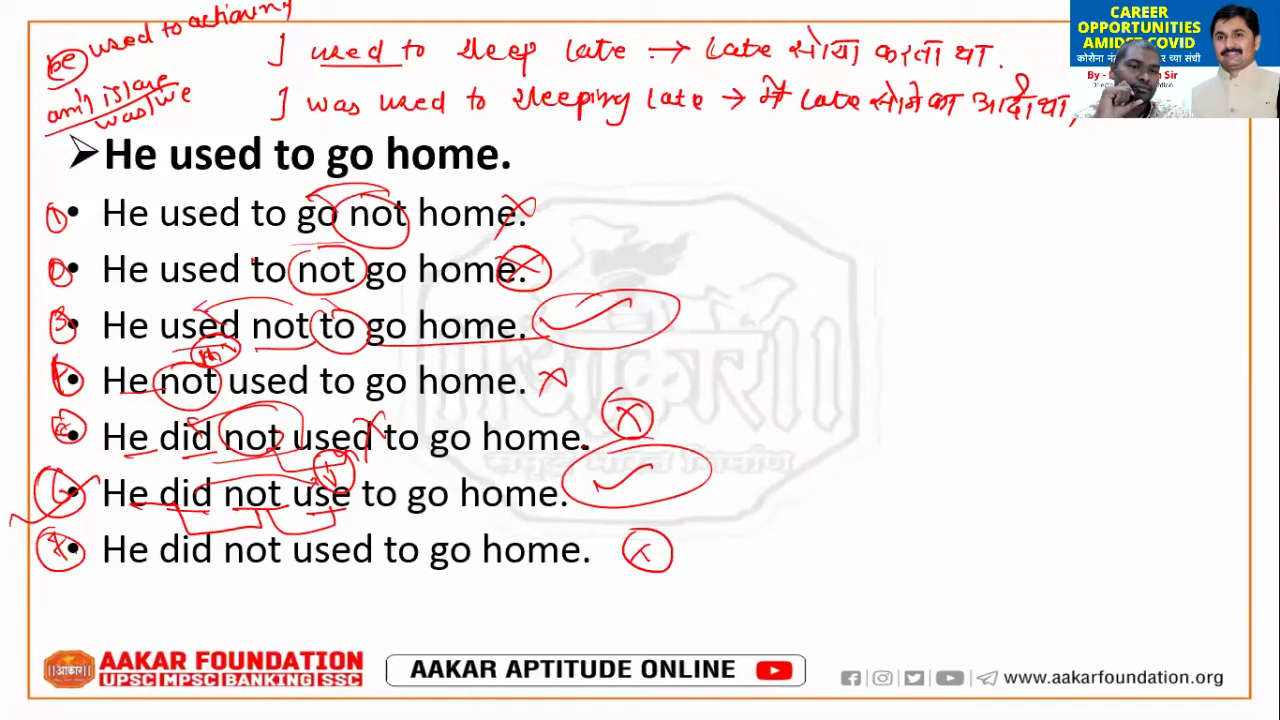 be used to action
am, is/are
was/we
I used to sleep late → late सोया करता था.
I was used to sleeping late → मैं late सोने का आदी था,
CAREER
OPPORTUNITIES
AMIDST COVID
कोरोना
च्या संधी
By -
Sir
➢He used to go home.
• He used to go not home.
• He used to not go home.
• He used not to go home.
• He not used to go home.
• He did not used to go home.
• He did not use to go home.
• He did not used to go home.
॥आकार॥
AAKAR FOUNDATION
UPSC|MPSC|BANKING|SSC
AAKAR APTITUDE ONLINE
www.aakarfoundation.org